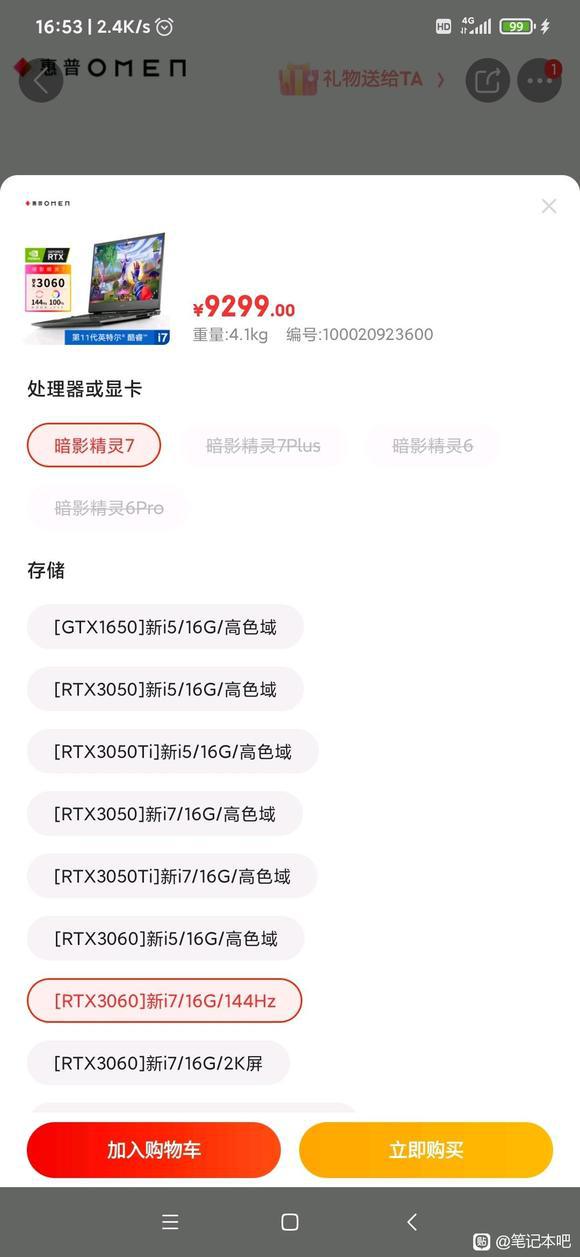 16:53 | 2.4K/s
HD 4G 99
惠普OMEN
礼物送给TA
1
惠普OMEN
GEFORCE RTX
3060
144Hz 100%
第11代英特尔®酷睿™ i7
¥9299.00
重量:4.1kg 编号:100020923600
处理器或显卡
暗影精灵7
暗影精灵7Plus
暗影精灵6
暗影精灵6Pro
存储
[GTX1650]新i5/16G/高色域
[RTX3050]新i5/16G/高色域
[RTX3050Ti]新i5/16G/高色域
[RTX3050]新i7/16G/高色域
[RTX3050Ti]新i7/16G/高色域
[RTX3060]新i5/16G/高色域
[RTX3060]新i7/16G/144Hz
[RTX3060]新i7/16G/2K屏
加入购物车
立即购买
贴 @笔记本吧